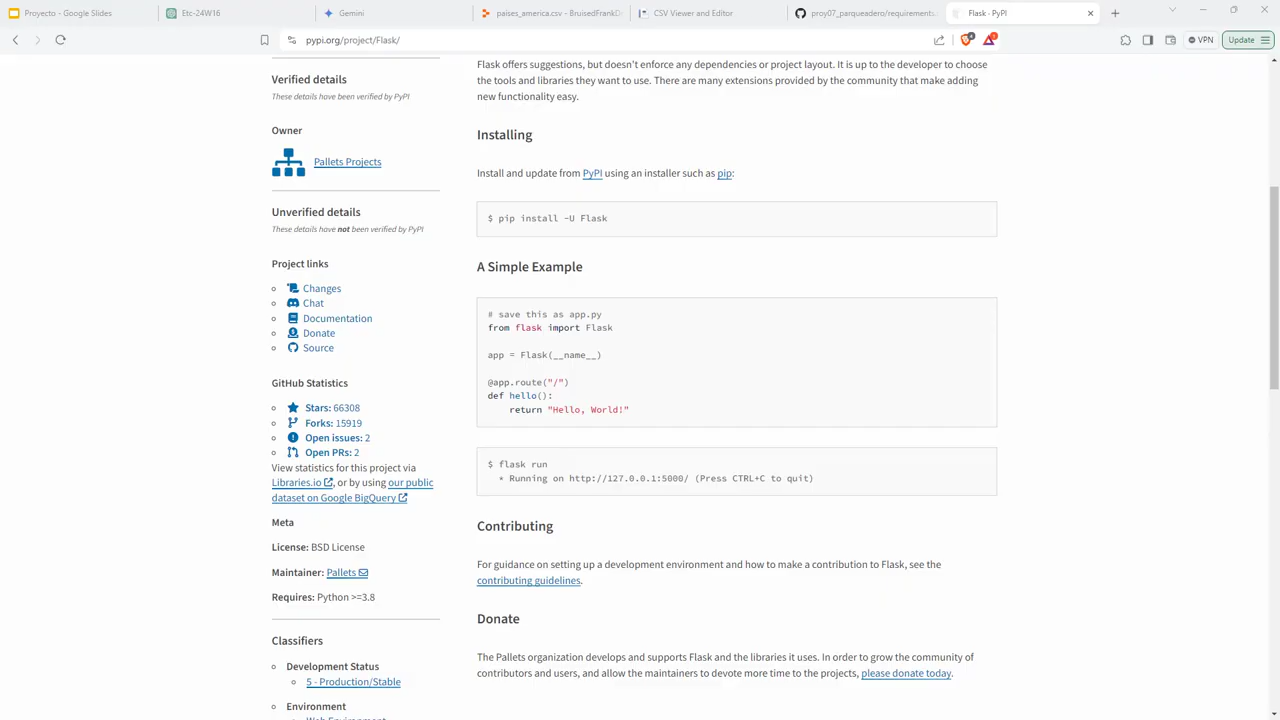 Proyecto - Google Slides
Etc-24W16
Gemini
paises_america.csv - BruisedFrankD
CSV Viewer and Editor
proy07_parqueadero/requirements.
Flask · PyPI
pypi.org/project/Flask/
VPN
Update
Verified details
These details have been verified by PyPI
Owner
Pallets Projects
Unverified details
These details have not been verified by PyPI
Project links
Changes
Chat
Documentation
Donate
Source
GitHub Statistics
Stars: 66308
Forks: 15919
Open issues: 2
Open PRs: 2
View statistics for this project via
Libraries.io, or by using our public
dataset on Google BigQuery
Meta
License: BSD License
Maintainer: Pallets
Requires: Python >=3.8
Classifiers
Development Status
5 - Production/Stable
Environment
Web Environment
Flask offers suggestions, but doesn't enforce any dependencies or project layout. It is up to the developer to choose
the tools and libraries they want to use. There are many extensions provided by the community that make adding
new functionality easy.
Installing
Install and update from PyPI using an installer such as pip:
$ pip install -U Flask
A Simple Example
# save this as app.py
from flask import Flask
app = Flask(__name__)
@app.route("/")
def hello():
return "Hello, World!"
$ flask run
* Running on http://127.0.0.1:5000/ (Press CTRL+C to quit)
Contributing
For guidance on setting up a development environment and how to make a contribution to Flask, see the
contributing guidelines.
Donate
The Pallets organization develops and supports Flask and the libraries it uses. In order to grow the community of
contributors and users, and allow the maintainers to devote more time to the projects, please donate today.